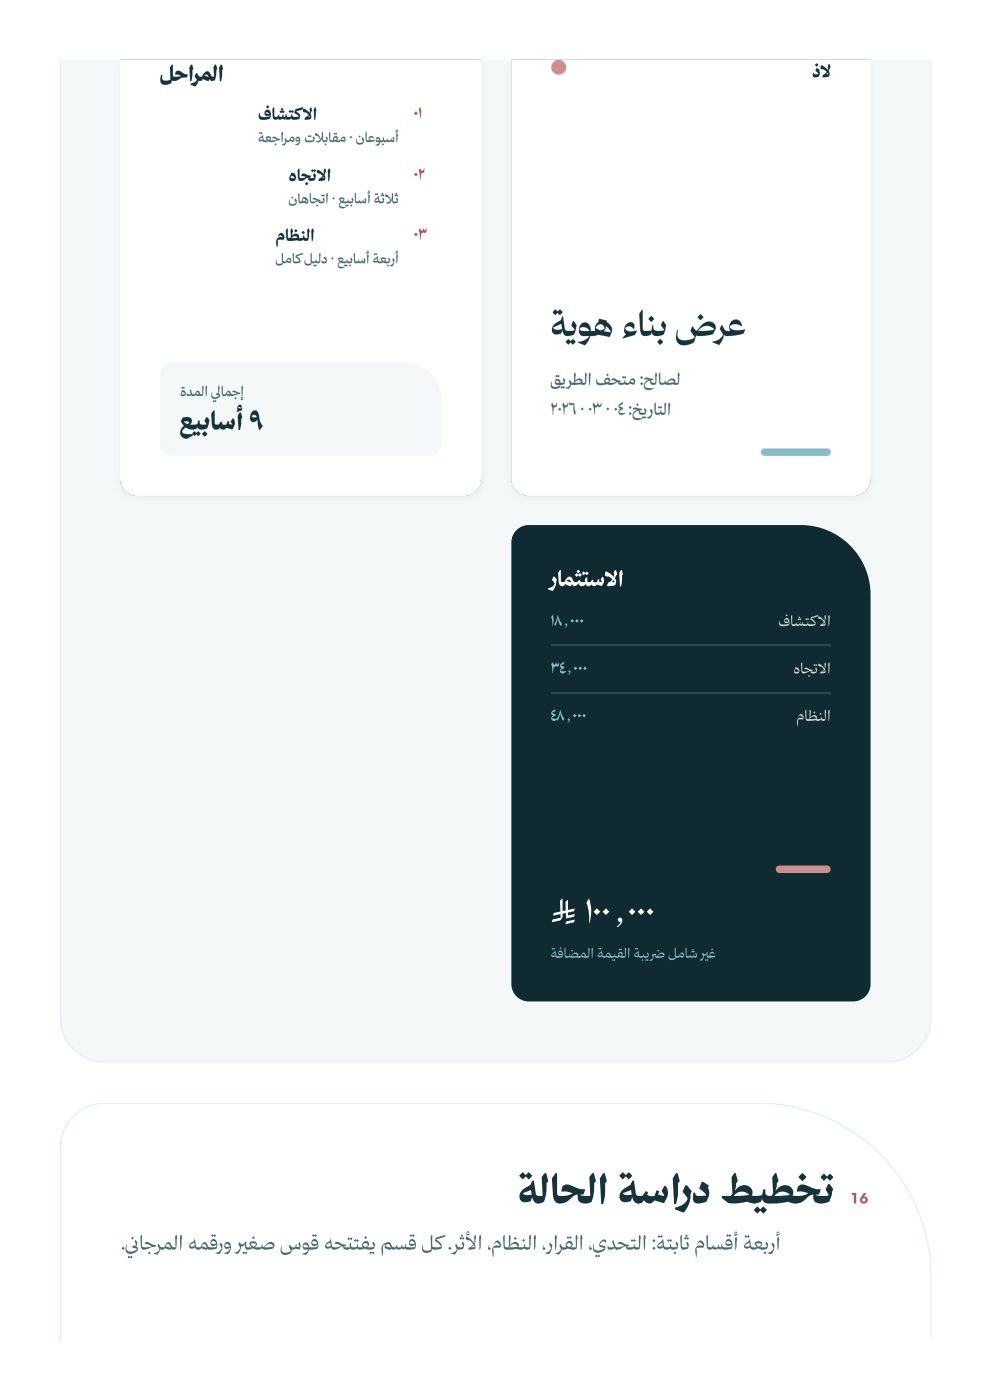 لاذ
عرض بناء هوية
لصالح: متحف الطريق
التاريخ: ٢٠٢٦٠٠٣٠٠٤
المراحل
٠١
الاكتشاف
أسبوعان · مقابلات ومراجعة
٠٢
الاتجاه
ثلاثة أسابيع · اتجاهان
٠٣
النظام
أربعة أسابيع · دليل كامل
إجمالي المدة
٩ أسابيع
الاستثمار
الاكتشاف ١٨,٠٠٠
الاتجاه ٣٤,٠٠٠
النظام ٤٨,٠٠٠
١٠٠,٠٠٠ ⃁
غير شامل ضريبة القيمة المضافة
16 تخطيط دراسة الحالة
أربعة أقسام ثابتة: التحدي، القرار، النظام، الأثر. كل قسم يفتتحه قوس صغير ورقمه المرجاني.